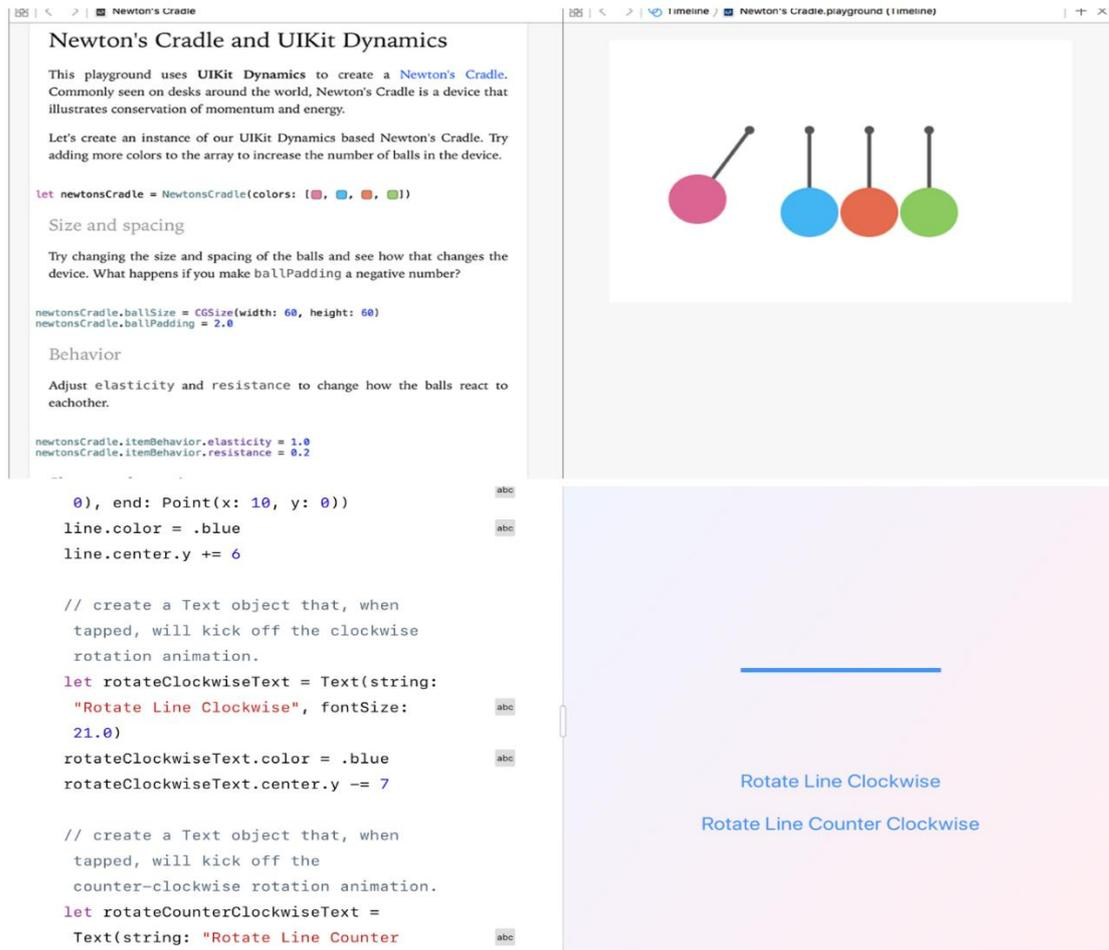 Newton's Cradle
Timeline
Newton's Cradle.playground (Timeline)
Newton's Cradle and UIKit Dynamics
This playground uses UIKit Dynamics to create a Newton's Cradle.
Commonly seen on desks around the world, Newton's Cradle is a device that
illustrates conservation of momentum and energy.
Let's create an instance of our UIKit Dynamics based Newton's Cradle. Try
adding more colors to the array to increase the number of balls in the device.
let newtonsCradle = NewtonsCradle(colors: [, , , ])
Size and spacing
Try changing the size and spacing of the balls and see how that changes the
device. What happens if you make ballPadding a negative number?
newtonsCradle.ballSize = CGSize(width: 60, height: 60)
newtonsCradle.ballPadding = 2.0
Behavior
Adjust elasticity and resistance to change how the balls react to
eachother.
newtonsCradle.itemBehavior.elasticity = 1.0
newtonsCradle.itemBehavior.resistance = 0.2
abc
0), end: Point(x: 10, y: 0))
line.color = .blue
abc
line.center.y += 6
// create a Text object that, when
tapped, will kick off the clockwise
rotation animation.
let rotateClockwiseText = Text(string:
"Rotate Line Clockwise", fontSize:
abc
21.0)
rotateClockwiseText.color = .blue
abc
rotateClockwiseText.center.y -= 7
// create a Text object that, when
tapped, will kick off the
counter-clockwise rotation animation.
let rotateCounterClockwiseText =
Text(string: "Rotate Line Counter
abc
Rotate Line Clockwise
Rotate Line Counter Clockwise